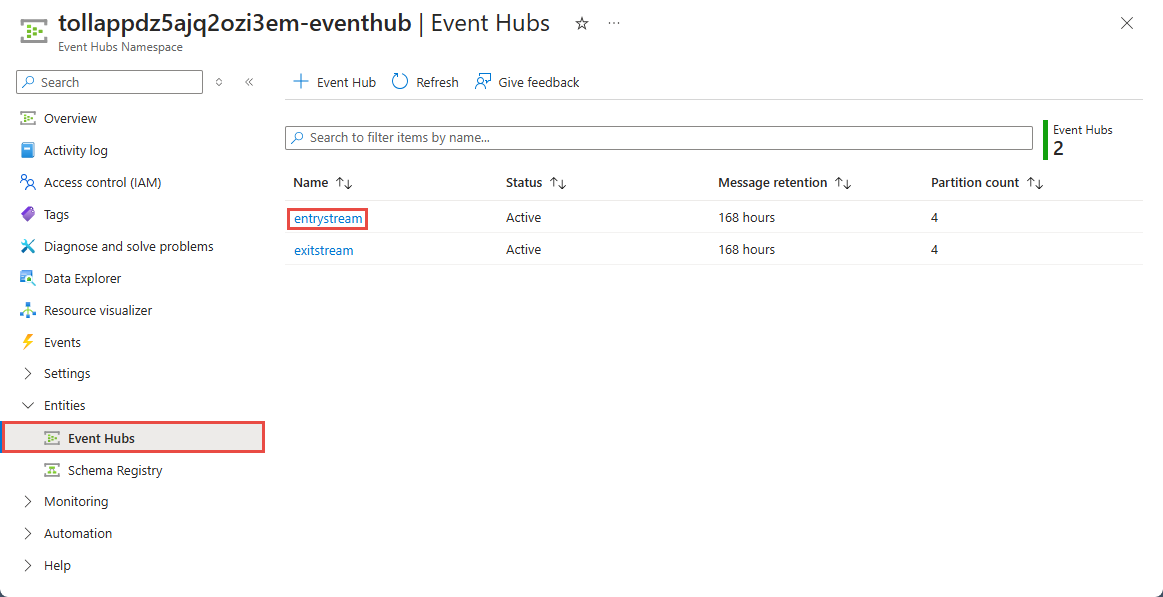 tollappdz5ajq2ozi3em-eventhub | Event Hubs
Event Hubs Namespace
Search
Overview
Activity log
Access control (IAM)
Tags
Diagnose and solve problems
Data Explorer
Resource visualizer
Events
Settings
Entities
Event Hubs
Schema Registry
Monitoring
Automation
Help
Event Hub Refresh Give feedback
Search to filter items by name...
Event Hubs
2
Name Status Message retention Partition count
entrystream Active 168 hours 4
exitstream Active 168 hours 4